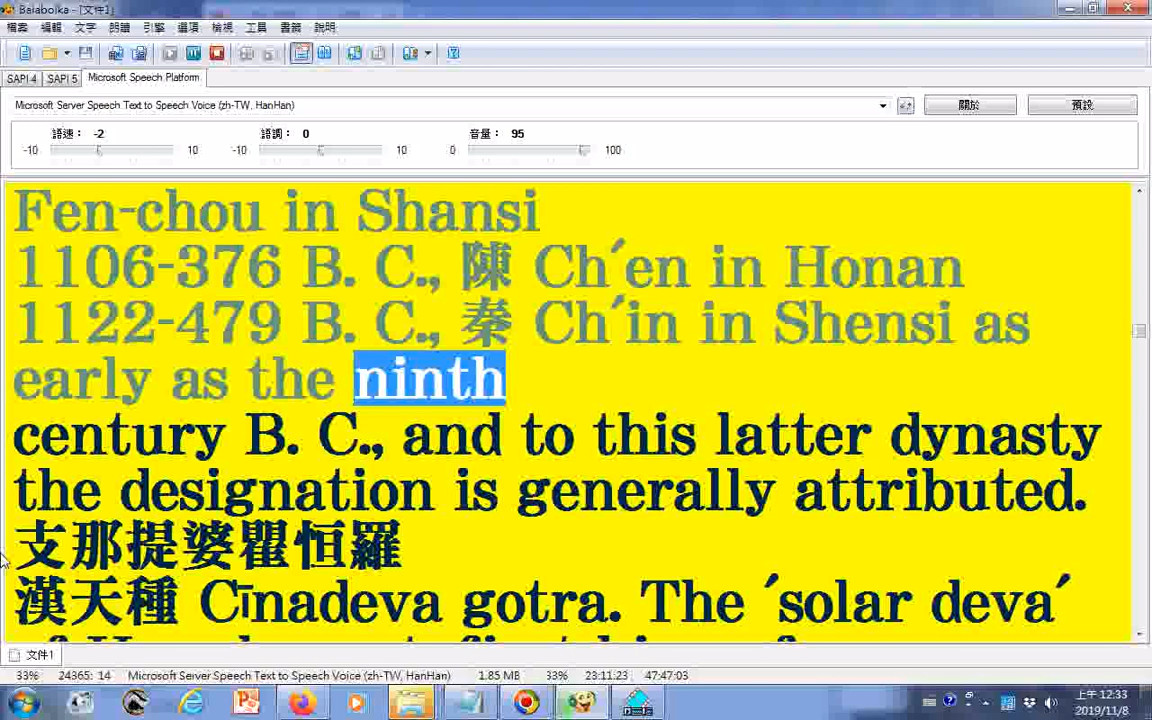 Balabolka - [文件1]
檔案 編輯 文字 朗讀 引擎 選項 檢視 工具 書籤 說明
SAPI 4 SAPI 5 Microsoft Speech Platform
Microsoft Server Speech Text to Speech Voice (zh-TW, HanHan) 關於 預設
語速： -2 語調： 0 音量： 95
-10 10 -10 10 0 100
Fen-chou in Shansi
1106-376 B. C., 陳 Ch′en in Honan
1122-479 B. C., 秦 Ch′in in Shensi as
early as the ninth
century B. C., and to this latter dynasty
the designation is generally attributed.
支那提婆瞿恒羅
漢天種 Cīnadeva gotra. The ′solar deva′
文件1
33% 24365: 14 Microsoft Server Speech Text to Speech Voice (zh-TW, HanHan) 1.85 MB 33% 23:11.23 47:47:03
上午 12:33
2019/11/8